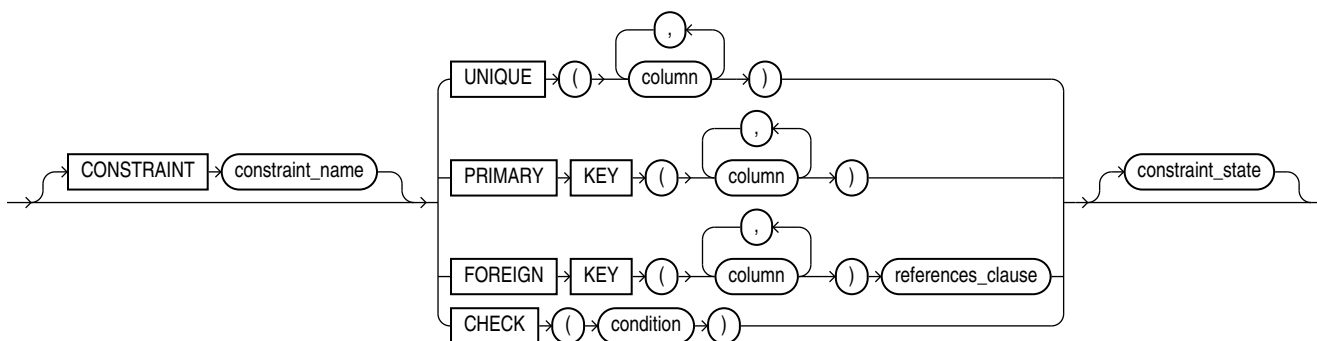 ,
UNIQUE ( column )
,
CONSTRAINT constraint_name PRIMARY KEY ( column ) constraint_state
,
FOREIGN KEY ( column ) references_clause
CHECK ( condition )